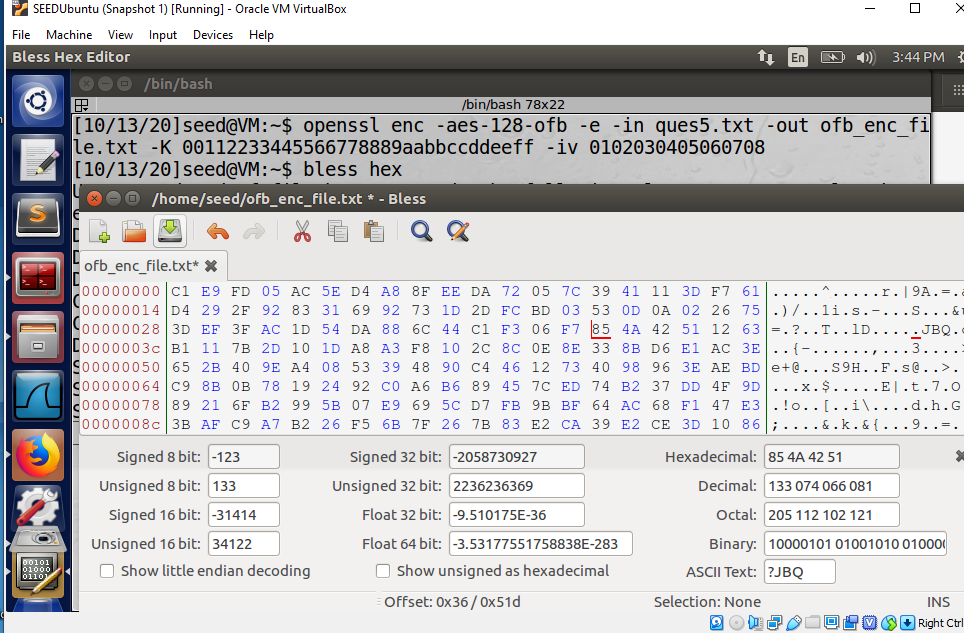 SEEDUbuntu (Snapshot 1) [Running] - Oracle VM VirtualBox
File Machine View Input Devices Help
Bless Hex Editor En 3:44 PM
/bin/bash
/bin/bash 78x22
[10/13/20]seed@VM:~$ openssl enc -aes-128-ofb -e -in ques5.txt -out ofb_enc_fi
le.txt -K 00112233445566778889aabbccddeeff -iv 0102030405060708
[10/13/20]seed@VM:~$ bless hex
/home/seed/ofb_enc_file.txt * - Bless
ofb_enc_file.txt*
00000000 C1 E9 FD 05 AC 5E D4 A8 8F EE DA 72 05 7C 39 41 11 3D F7 61 .....^.....r.|9A.=.a
00000014 D4 29 2F 92 83 31 69 92 73 1D 2D FC BD 03 53 0D 0A 02 26 75 .)/..li.s.-...S...&u
00000028 3D EF 3F AC 1D 54 DA 88 6C 44 C1 F3 06 F7 85 4A 42 51 12 63 =.?..T..lD.....JBQ.c
0000003c B1 11 7B 2D 10 1D A8 A3 F8 10 2C 8C 0E 8E 33 8B D6 E1 AC 3E ..{-......,...3....>
00000050 65 2B 40 9E A4 08 53 39 48 90 C4 46 12 73 40 98 96 3E AE BD e+@...S9H..F.s@..>..
00000064 C9 8B 0B 78 19 24 92 C0 A6 B6 89 45 7C ED 74 B2 37 DD 4F 9D ...x.$.....E|.t.7.O.
00000078 89 21 6F B2 99 5B 07 E9 69 5C D7 FB 9B BF 64 AC 68 F1 47 E3 .!o..[..i\....d.h.G.
0000008c 3B AF C9 A7 B2 26 F5 6B 7F 26 7B 83 E2 CA 39 E2 CE 3D 10 86 ;....&.k.&{...9..=..
Signed 8 bit: -123 Signed 32 bit: -2058730927 Hexadecimal: 85 4A 42 51
Unsigned 8 bit: 133 Unsigned 32 bit: 2236236369 Decimal: 133 074 066 081
Signed 16 bit: -31414 Float 32 bit: -9.510175E-36 Octal: 205 112 102 121
Unsigned 16 bit: 34122 Float 64 bit: -3.53177551758838E-283 Binary: 10000101 01001010 01000
Show little endian decoding Show unsigned as hexadecimal ASCII Text: ?JBQ
Offset: 0x36 / 0x51d Selection: None INS
Right Ctrl